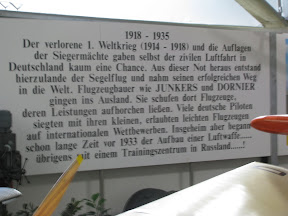 1918 - 1935
Der verlorene 1. Weltkrieg (1914 - 1918) und die Auflagen
der Siegermächte gaben selbst der zivilen Luftfahrt in
Deutschland kaum eine Chance. Aus dieser Not heraus entstand
hierzulande der Segelflug und nahm seinen erfolgreichen Weg
in die Welt. Flugzeugbauer wie JUNKERS und DORNIER
gingen ins Ausland. Sie schufen dort Flugzeuge,
deren Leistungen aufhorchen ließen. Viele deutsche Piloten
siegten mit ihren kleinen, erlaubten leichten Flugzeugen
auf internationalen Wettbewerben. Insgeheim aber begann
schon lange Zeit vor 1933 der Aufbau einer Luftwaffe......
übrigens mit einem Trainingszentrum in Russland......!